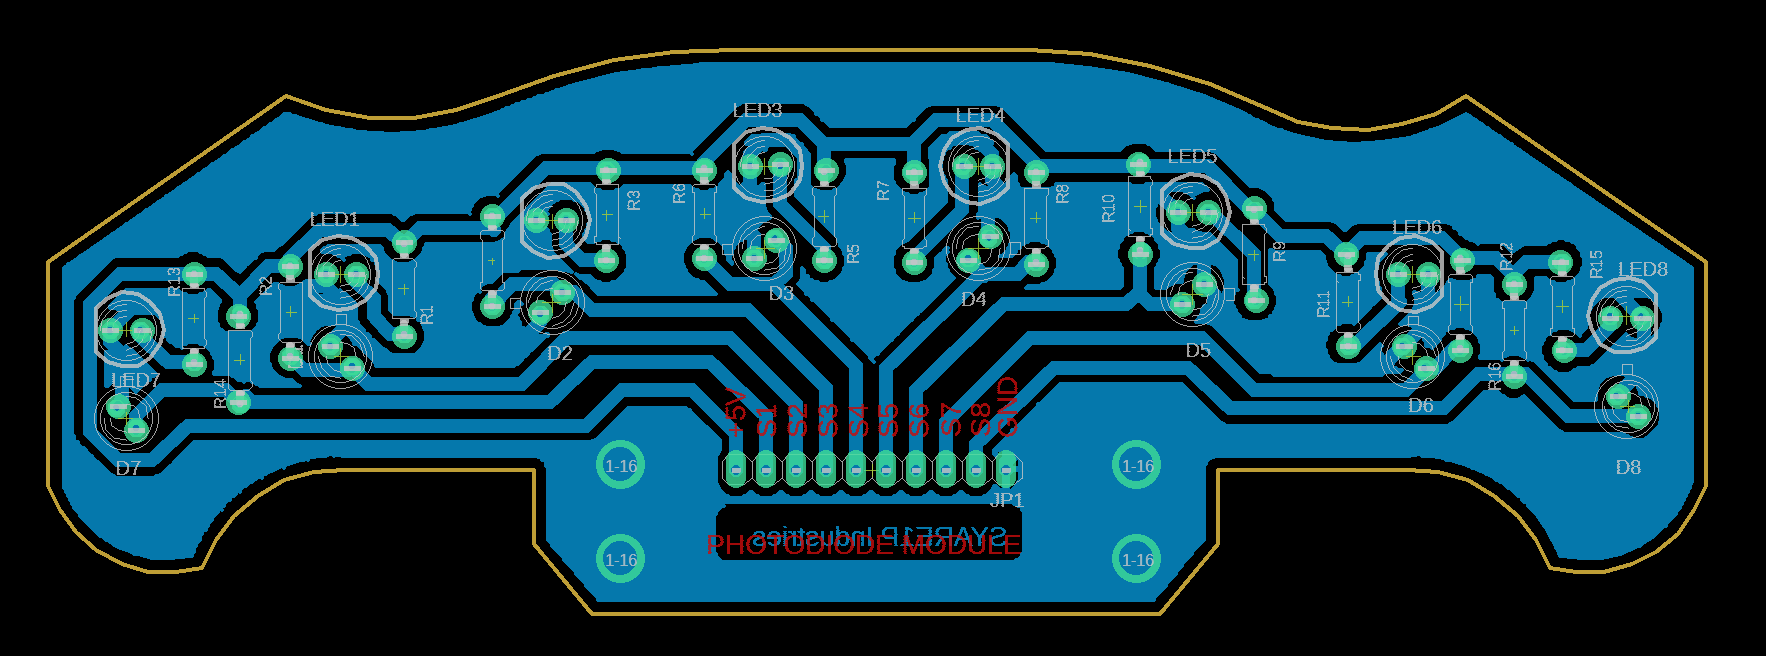 LED3
LED4
LED5
R3
R6
R7
R8
R10
LED1
LED6
R5
R9
R13
R2
R12
R15
LED8
D3
D4
R1
R11
D2
D5
LED7
R14
R16
D6
+5V
S1
S2
S3
S4
S5
S6
S7
S8
GND
D7
1-16
1-16
D8
JP1
SYARE1P Industries
PHOTODIODE MODULE
1-16
1-16